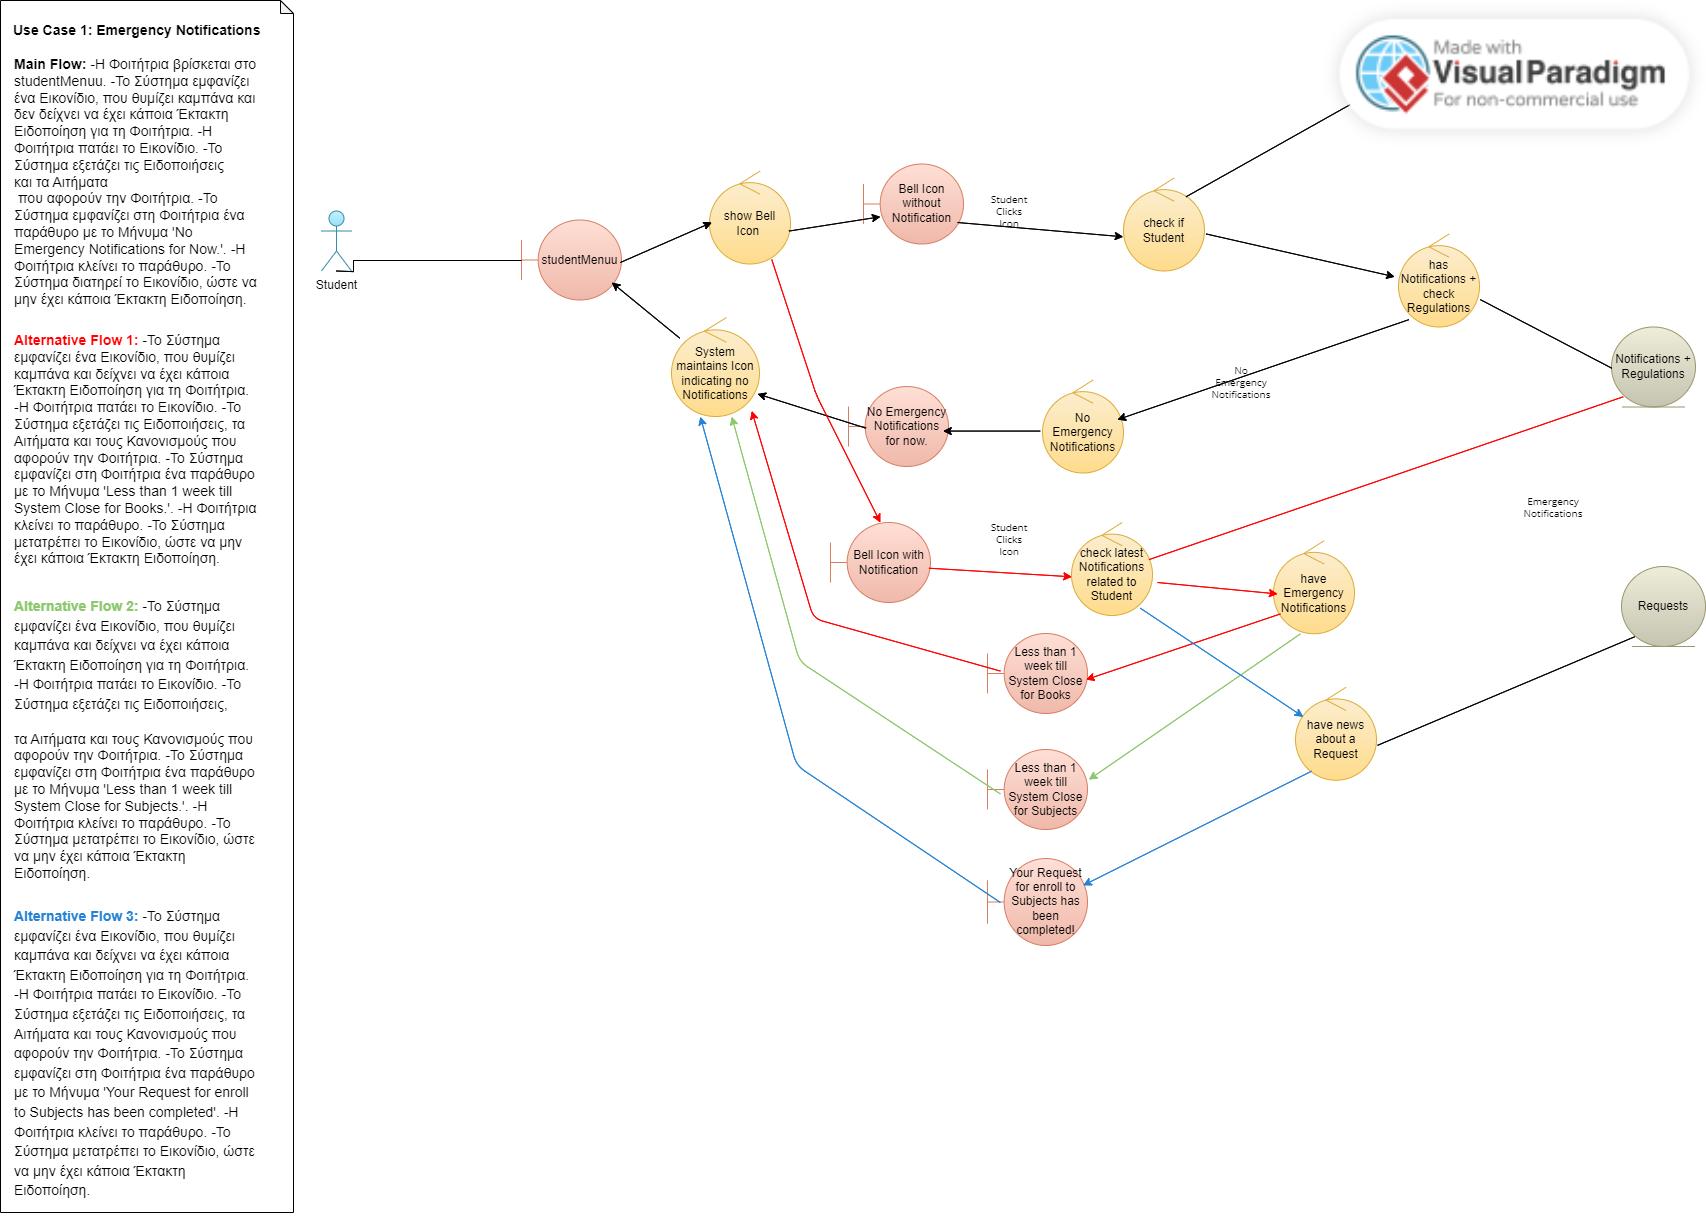 Use Case 1: Emergency Notifications
Main Flow: -Η Φοιτήτρια βρίσκεται στο
studentMenuu. -Το Σύστημα εμφανίζει
ένα Εικονίδιο, που θυμίζει καμπάνα και
δεν δείχνει να έχει κάποια Έκτακτη
Ειδοποίηση για τη Φοιτήτρια. -Η
Φοιτήτρια πατάει το Εικονίδιο. -Το
Σύστημα εξετάζει τις Ειδοποιήσεις
και τα Αιτήματα
που αφορούν την Φοιτήτρια. -Το
Σύστημα εμφανίζει στη Φοιτήτρια ένα
παράθυρο με το Μήνυμα 'No
Emergency Notifications for Now.'. -Η
Φοιτήτρια κλείνει το παράθυρο. -Το
Σύστημα διατηρεί το Εικονίδιο, ώστε να
μην έχει κάποια Έκτακτη Ειδοποίηση.
Alternative Flow 1: -Το Σύστημα
εμφανίζει ένα Εικονίδιο, που θυμίζει
καμπάνα και δείχνει να έχει κάποια
Έκτακτη Ειδοποίηση για τη Φοιτήτρια.
-Η Φοιτήτρια πατάει το Εικονίδιο. -Το
Σύστημα εξετάζει τις Ειδοποιήσεις, τα
Αιτήματα και τους Κανονισμούς που
αφορούν την Φοιτήτρια. -Το Σύστημα
εμφανίζει στη Φοιτήτρια ένα παράθυρο
με το Μήνυμα 'Less than 1 week till
System Close for Books.'. -Η Φοιτήτρια
κλείνει το παράθυρο. -Το Σύστημα
μετατρέπει το Εικονίδιο, ώστε να μην
έχει κάποια Έκτακτη Ειδοποίηση.
Alternative Flow 2: -Το Σύστημα
εμφανίζει ένα Εικονίδιο, που θυμίζει
καμπάνα και δείχνει να έχει κάποια
Έκτακτη Ειδοποίηση για τη Φοιτήτρια.
-Η Φοιτήτρια πατάει το Εικονίδιο. -Το
Σύστημα εξετάζει τις Ειδοποιήσεις,
τα Αιτήματα και τους Κανονισμούς που
αφορούν την Φοιτήτρια. -Το Σύστημα
εμφανίζει στη Φοιτήτρια ένα παράθυρο
με το Μήνυμα 'Less than 1 week till
System Close for Subjects.'. -Η
Φοιτήτρια κλείνει το παράθυρο. -Το
Σύστημα μετατρέπει το Εικονίδιο, ώστε
να μην έχει κάποια Έκτακτη
Ειδοποίηση.
Alternative Flow 3: -Το Σύστημα
εμφανίζει ένα Εικονίδιο, που θυμίζει
καμπάνα και δείχνει να έχει κάποια
Έκτακτη Ειδοποίηση για τη Φοιτήτρια.
-Η Φοιτήτρια πατάει το Εικονίδιο. -Το
Σύστημα εξετάζει τις Ειδοποιήσεις, τα
Αιτήματα και τους Κανονισμούς που
αφορούν την Φοιτήτρια. -Το Σύστημα
εμφανίζει στη Φοιτήτρια ένα παράθυρο
με το Μήνυμα 'Your Request for enroll
to Subjects has been completed'. -Η
Φοιτήτρια κλείνει το παράθυρο. -Το
Σύστημα μετατρέπει το Εικονίδιο, ώστε
να μην έχει κάποια Έκτακτη
Ειδοποίηση.
Made with
Visual Paradigm
For non-commercial use
Student
studentMenuu
show Bell
Icon
Bell Icon
without
Notification
Student
Clicks
Icon
check if
Student
has
Notifications +
check
Regulations
Notifications +
Regulations
System
maintains Icon
indicating no
Notifications
No Emergency
Notifications
for now.
No
Emergency
Notifications
No
Emergency
Notifications
Emergency
Notifications
Bell Icon with
Notification
Student
Clicks
Icon
check latest
Notifications
related to
Student
have
Emergency
Notifications
Requests
Less than 1
week till
System Close
for Books
have news
about a
Request
Less than 1
week till
System Close
for Subjects
Your Request
for enroll to
Subjects has
been
completed!